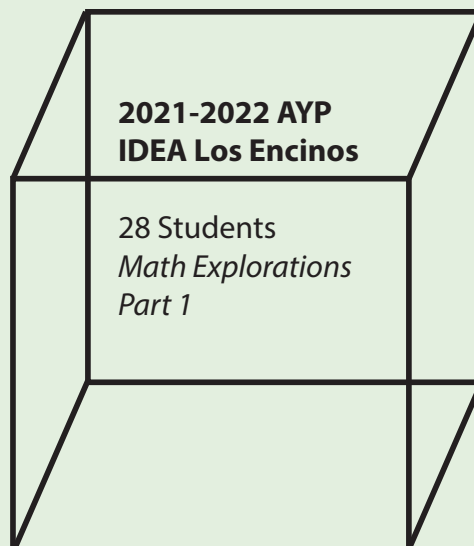 2021-2022 AYP
IDEA Los Encinos
28 Students
Math Explorations
Part 1